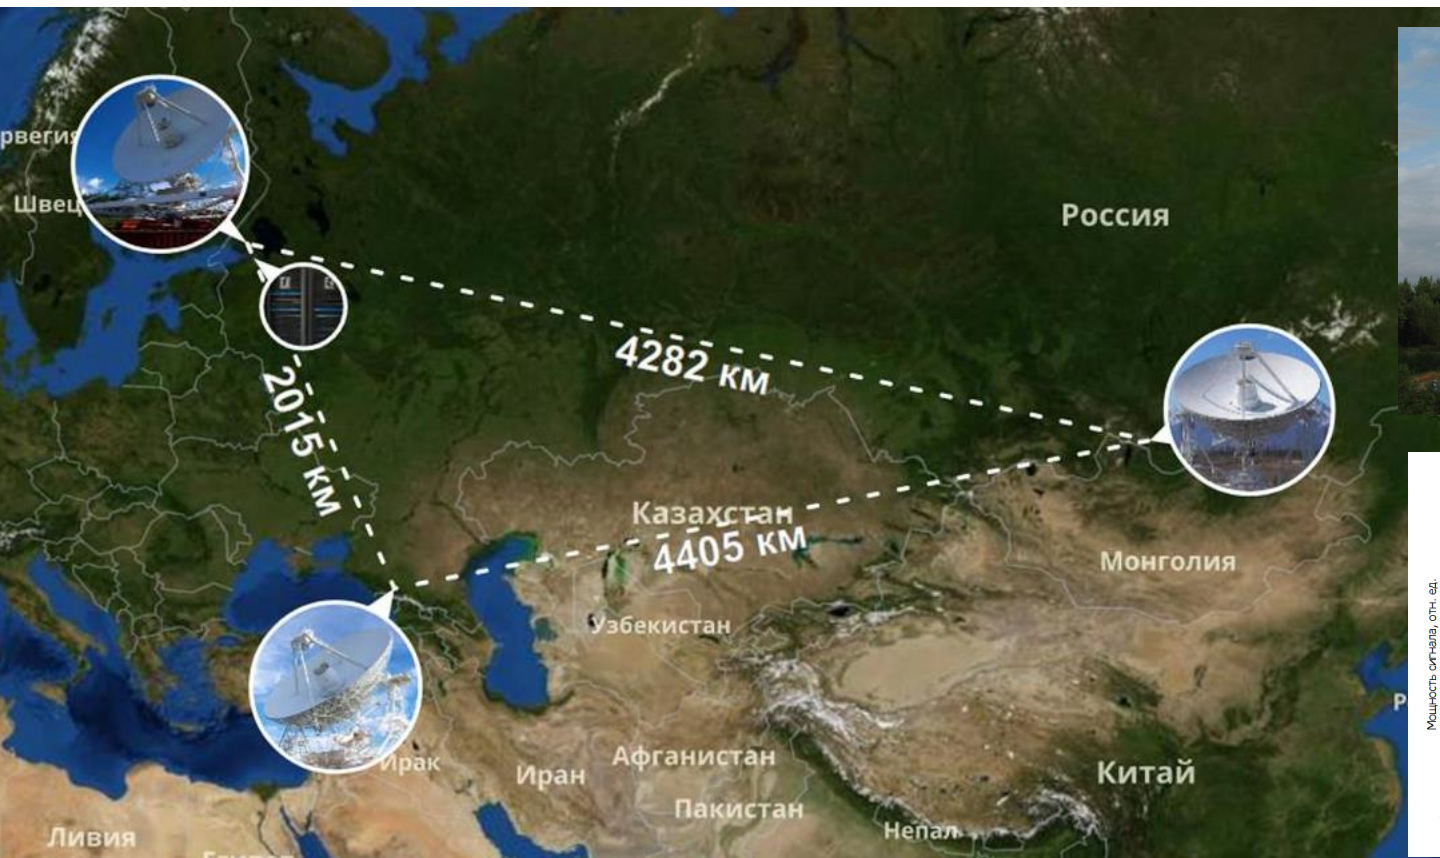 рвегия
Швец
Россия
4282 км
2015 км
Казахстан
4405 км
Монголия
Узбекистан
Мощность сигнала, отн. ед.
Р
Ирак
Иран
Афганистан
Китай
Пакистан
Непал
Ливия
Египет